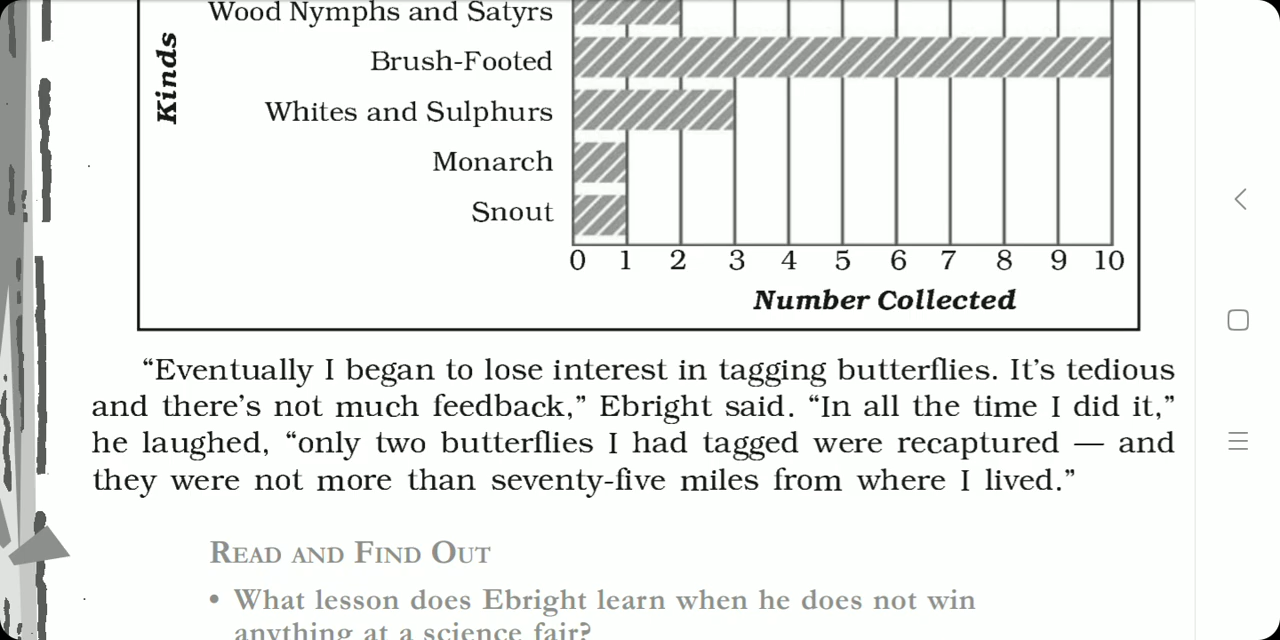 Wood Nymphs and Satyrs
Brush-Footed
Whites and Sulphurs
Monarch
Snout
Kinds
0 1 2 3 4 5 6 7 8 9 10
Number Collected
“Eventually I began to lose interest in tagging butterflies. It’s tedious
and there’s not much feedback,” Ebright said. “In all the time I did it,”
he laughed, “only two butterflies I had tagged were recaptured — and
they were not more than seventy-five miles from where I lived.”
READ AND FIND OUT
• What lesson does Ebright learn when he does not win
anything at a science fair?